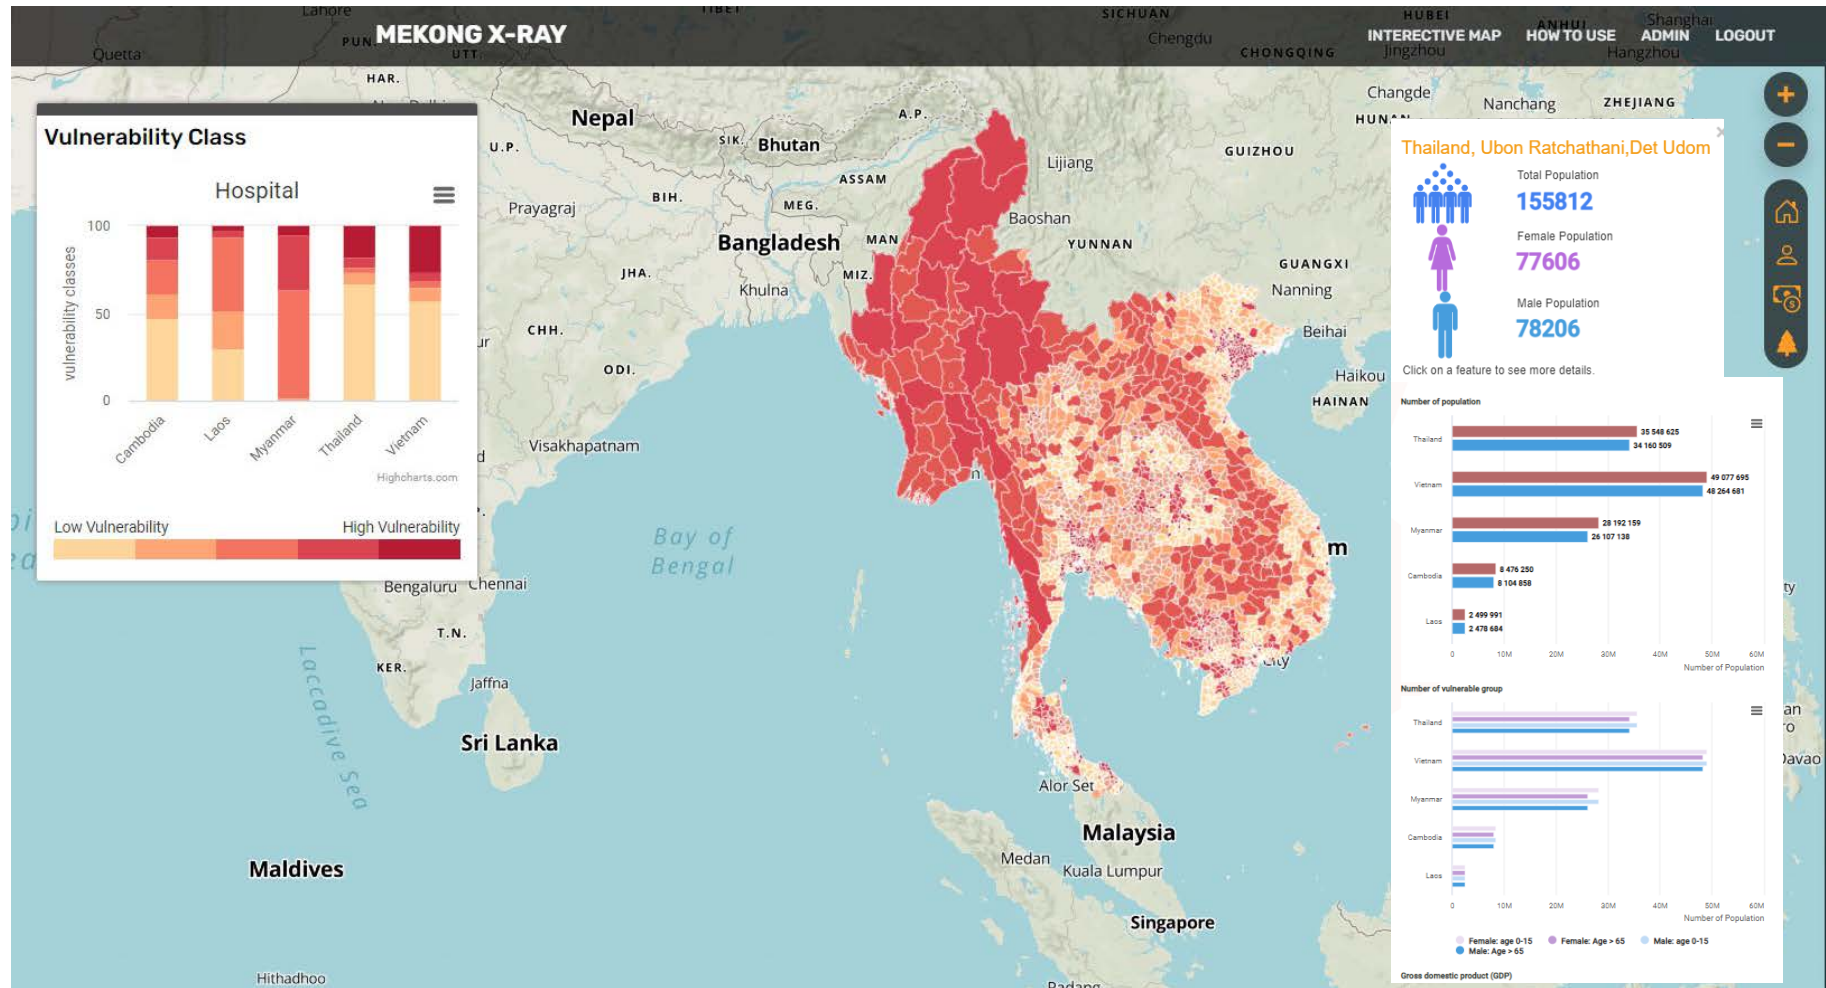 MEKONG X-RAY
INTERECTIVE MAP
HOW TO USE
ADMIN
LOGOUT
Lahore
TIBET
SICHUAN
HUBEI
ANHUI
Shanghai
Quetta
PUN.
UTT.
Chengdu
CHONGQING
Jingzhou
Hangzhou
HAR.
Changde
Nanchang
ZHEJIANG
Nepal
A.P.
U.P.
SIK.
Bhutan
Lijiang
GUIZHOU
ASSAM
BIH.
MEG.
Prayagraj
Baoshan
Bangladesh
MAN
YUNNAN
JHA.
MIZ.
GUANGXI
Khulna
Nanning
CHH.
Beihai
ODI.
Haikou
HAINAN
Visakhapatnam
Bay of
Bengal
Bengaluru
Chennai
T.N.
KER.
Jaffna
Laccadive Sea
Sri Lanka
Alor Set
Malaysia
Maldives
Medan
Kuala Lumpur
Singapore
Hithadhoo
Padang
City
Davao
Vulnerability Class
Hospital
vulnerability classes
100
50
0
Cambodia
Laos
Myanmar
Thailand
Vietnam
Highcharts.com
Low Vulnerability
High Vulnerability
×
Thailand, Ubon Ratchathani,Det Udom
Total Population
155812
Female Population
77606
Male Population
78206
Click on a feature to see more details.
Number of population
Thailand
35 548 625
34 160 509
Vietnam
49 077 695
48 264 681
Myanmar
28 192 159
26 107 138
Cambodia
8 476 250
8 104 858
Laos
2 499 991
2 478 684
0 10M 20M 30M 40M 50M 60M
Number of Population
Number of vulnerable group
Thailand
Vietnam
Myanmar
Cambodia
Laos
0 10M 20M 30M 40M 50M 60M
Number of Population
Female: age 0-15
Female: Age > 65
Male: age 0-15
Male: Age > 65
Gross domestic product (GDP)